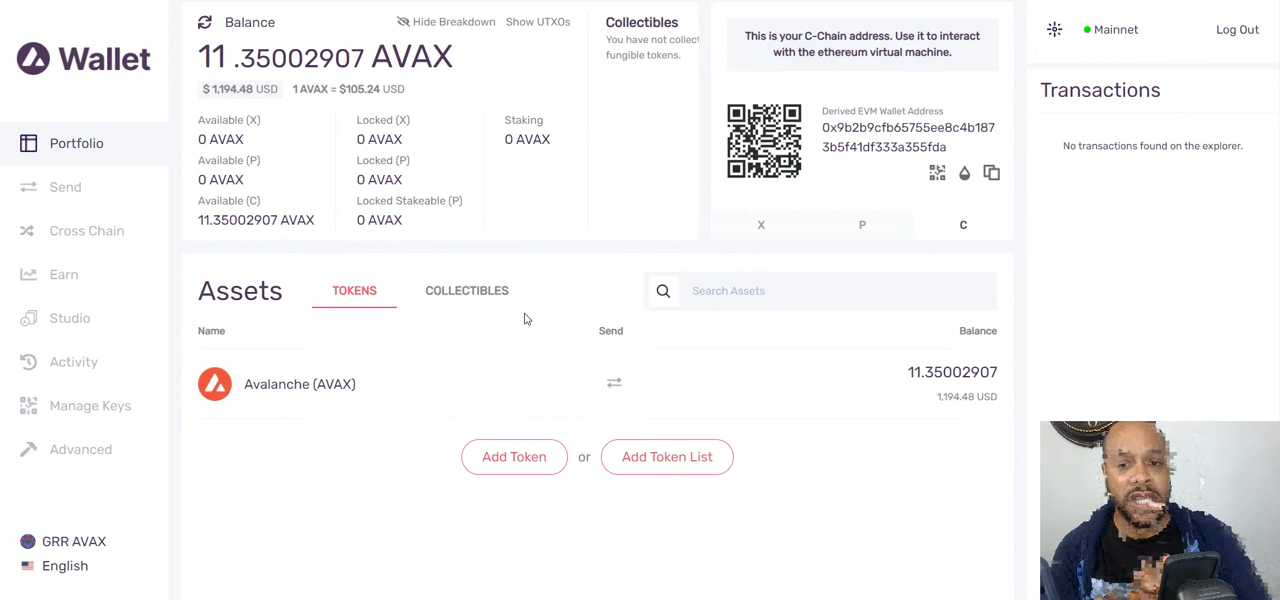 Wallet
Portfolio
Send
Cross Chain
Earn
Studio
Activity
Manage Keys
Advanced
GRR AVAX
English
Balance
Hide Breakdown
Show UTXOs
11 .35002907 AVAX
$ 1,194.48 USD
1 AVAX = $105.24 USD
Available (X)
0 AVAX
Available (P)
0 AVAX
Available (C)
11.35002907 AVAX
Locked (X)
0 AVAX
Locked (P)
0 AVAX
Locked Stakeable (P)
0 AVAX
Staking
0 AVAX
Collectibles
You have not collect
fungible tokens.
This is your C-Chain address. Use it to interact
with the ethereum virtual machine.
Derived EVM Wallet Address
0x9b2b9cfb65755ee8c4b187
3b5f41df333a355fda
X
P
C
Mainnet
Log Out
Transactions
No transactions found on the explorer.
Assets
TOKENS
COLLECTIBLES
Search Assets
Name
Send
Balance
Avalanche (AVAX)
11.35002907
1,194.48 USD
Add Token
or
Add Token List